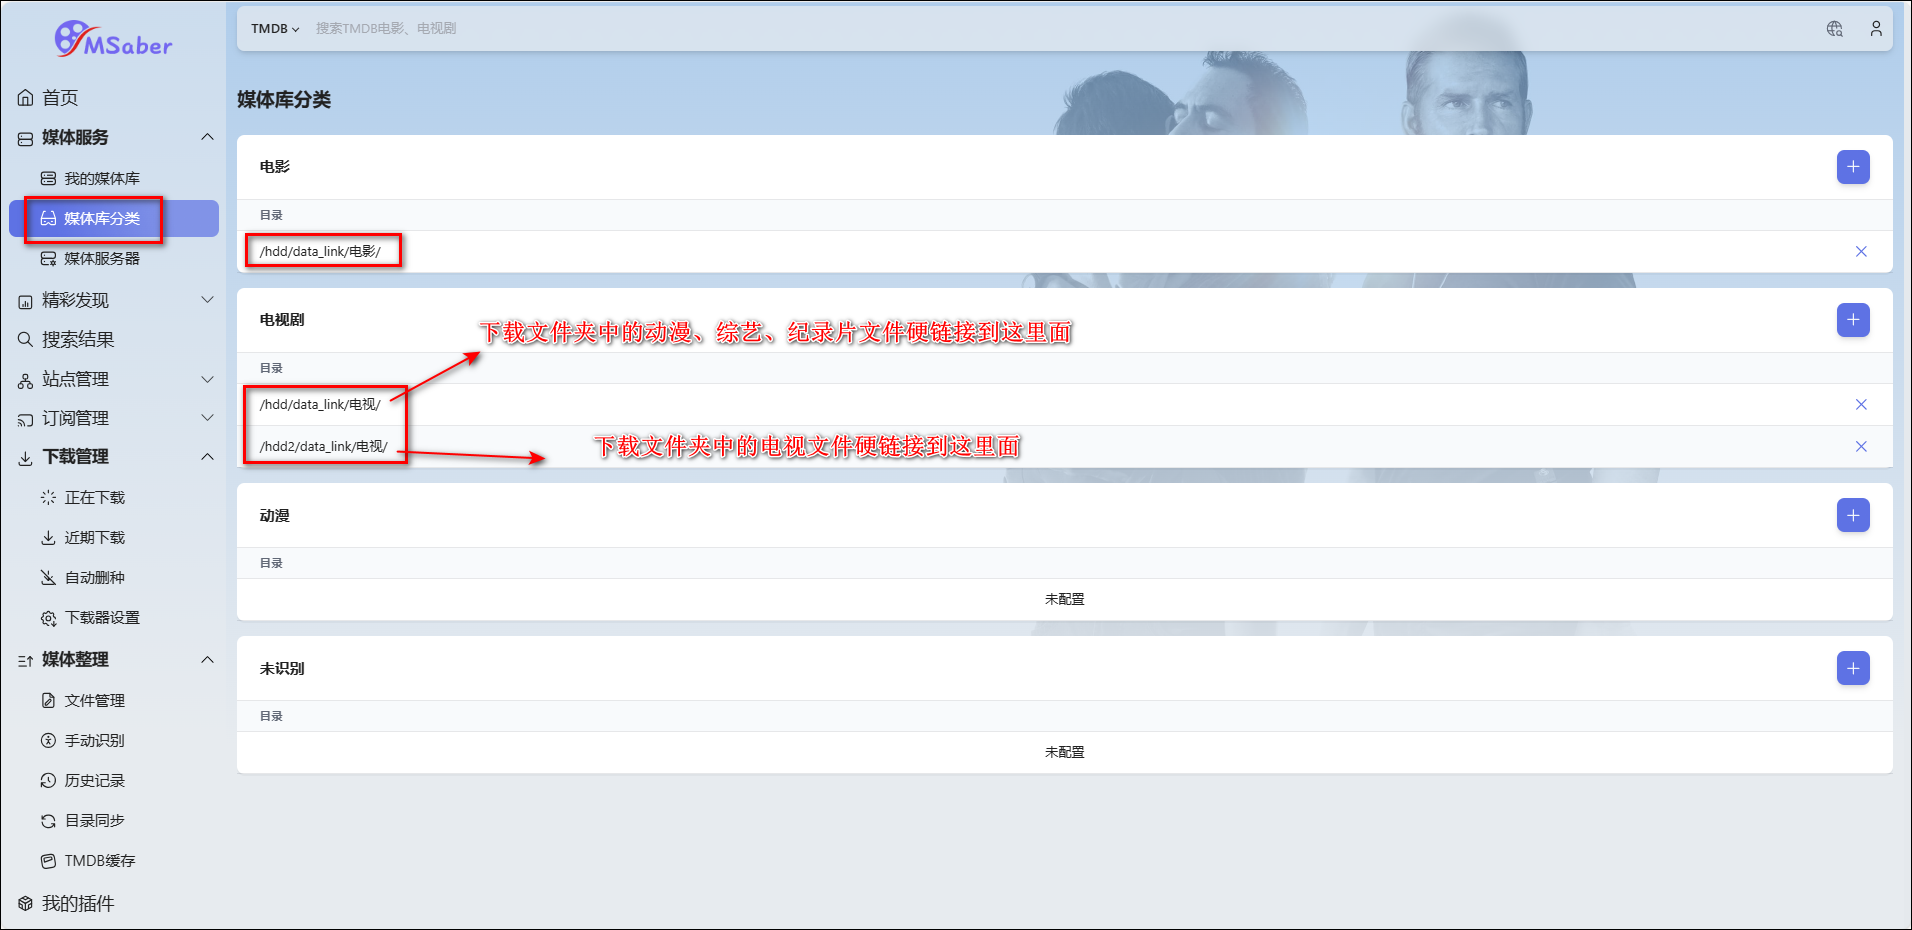 MSaber
TMDB
搜索TMDB电影、电视剧
首页
媒体服务
我的媒体库
媒体库分类
媒体服务器
精彩发现
搜索结果
站点管理
订阅管理
下载管理
正在下载
近期下载
自动删种
下载器设置
媒体整理
文件管理
手动识别
历史记录
目录同步
TMDB缓存
我的插件
媒体库分类
电影
目录
/hdd/data_link/电影/
电视剧
下载文件夹中的动漫、综艺、纪录片文件硬链接到这里面
目录
/hdd/data_link/电视/
/hdd2/data_link/电视/
下载文件夹中的电视文件硬链接到这里面
动漫
目录
未配置
未识别
目录
未配置